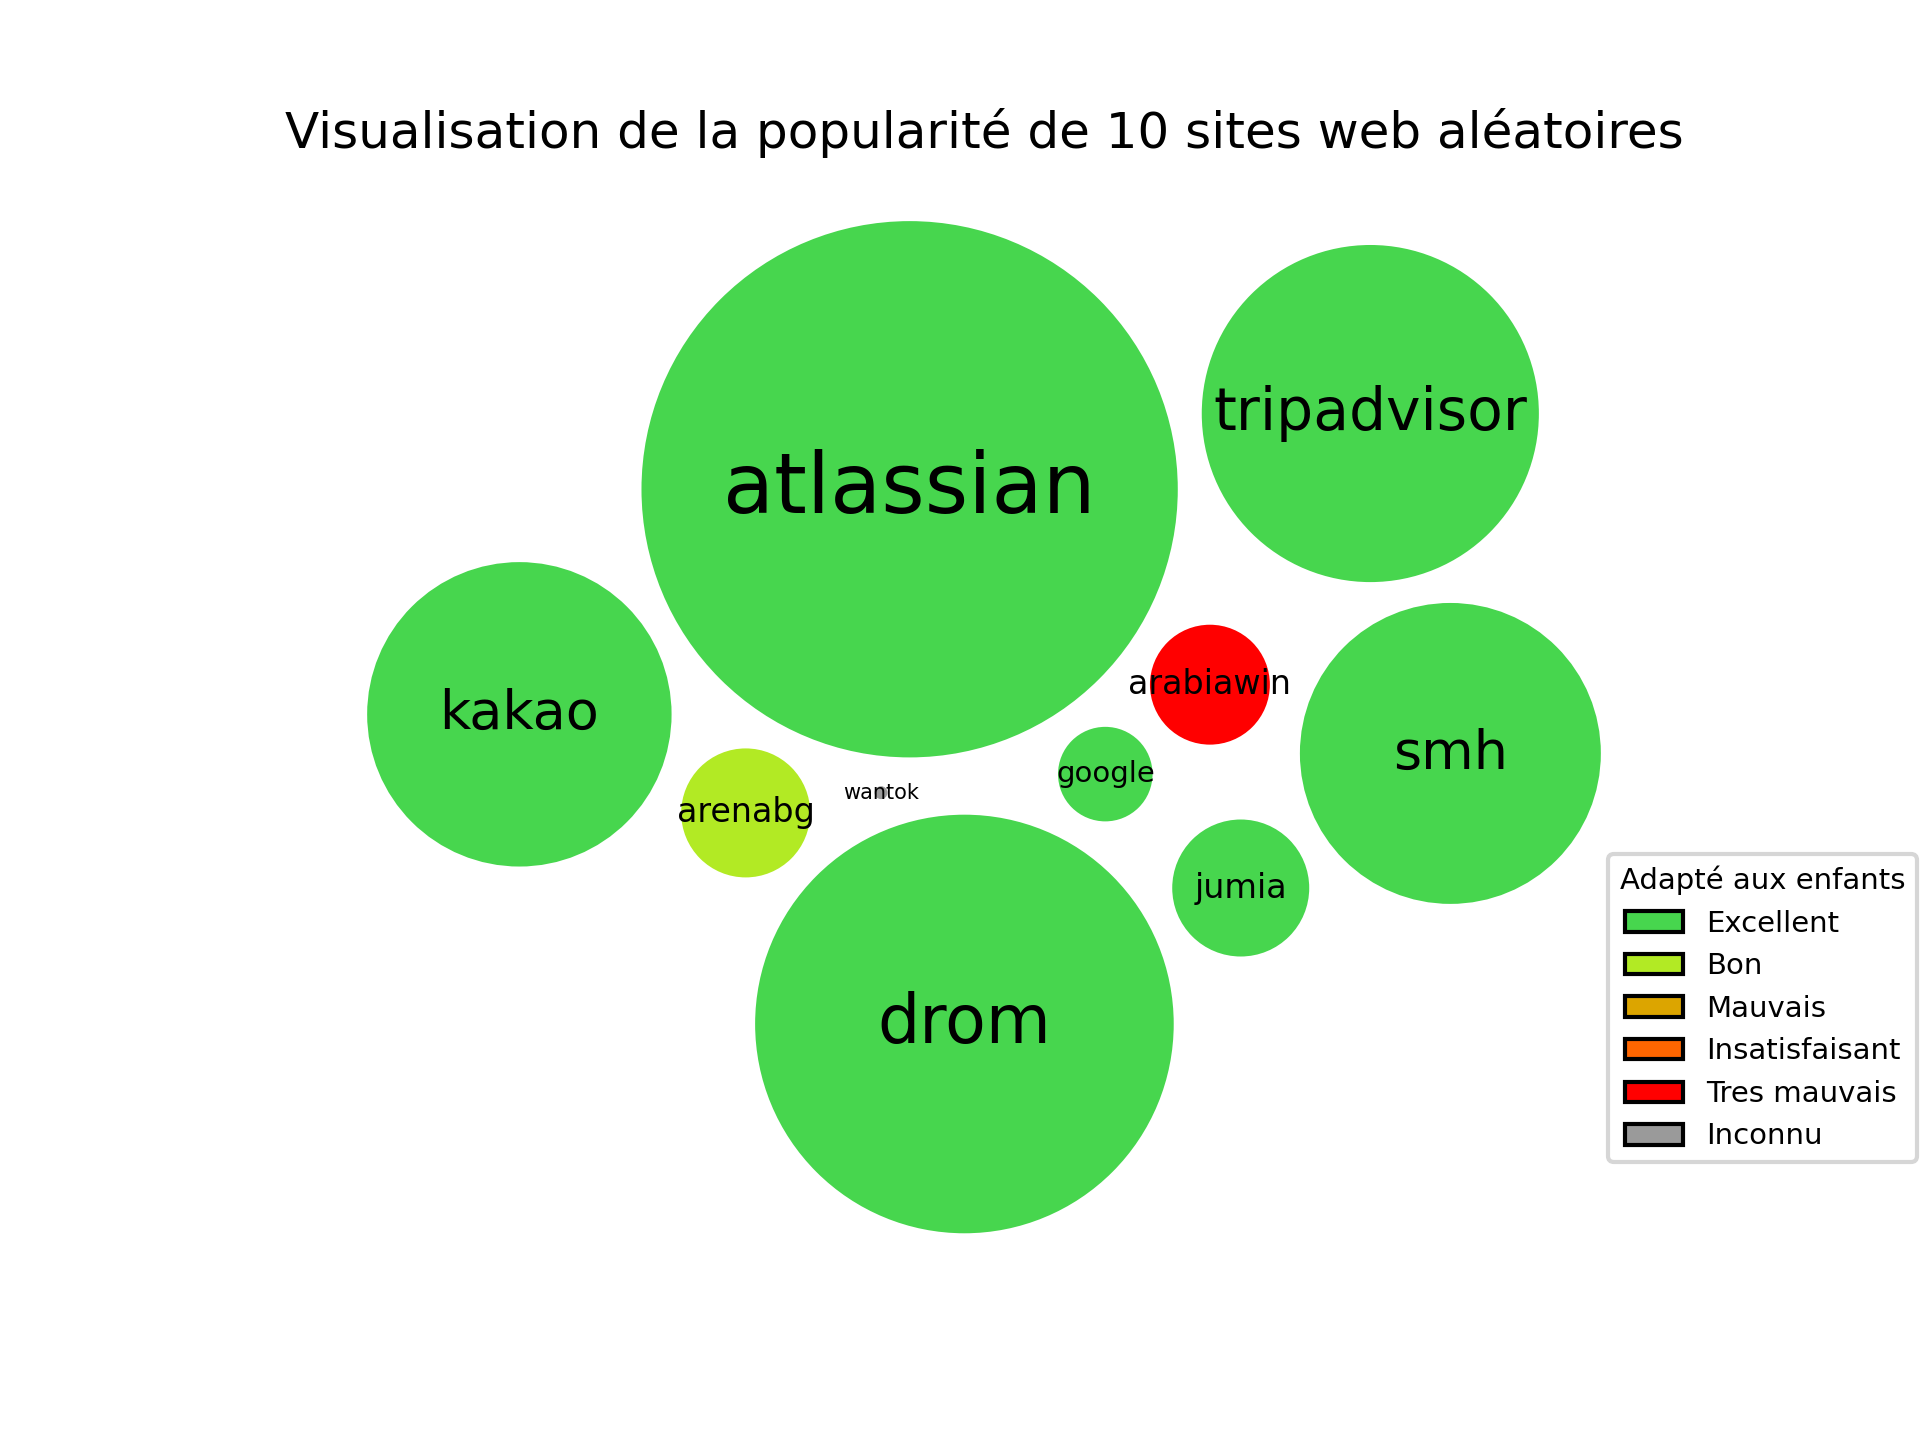 Visualisation de la popularité de 10 sites web aléatoires
atlassian
tripadvisor
kakao
arabiawin
smh
google
wantok
arenabg
jumia
drom
Adapté aux enfants
Excellent
Bon
Mauvais
Insatisfaisant
Tres mauvais
Inconnu